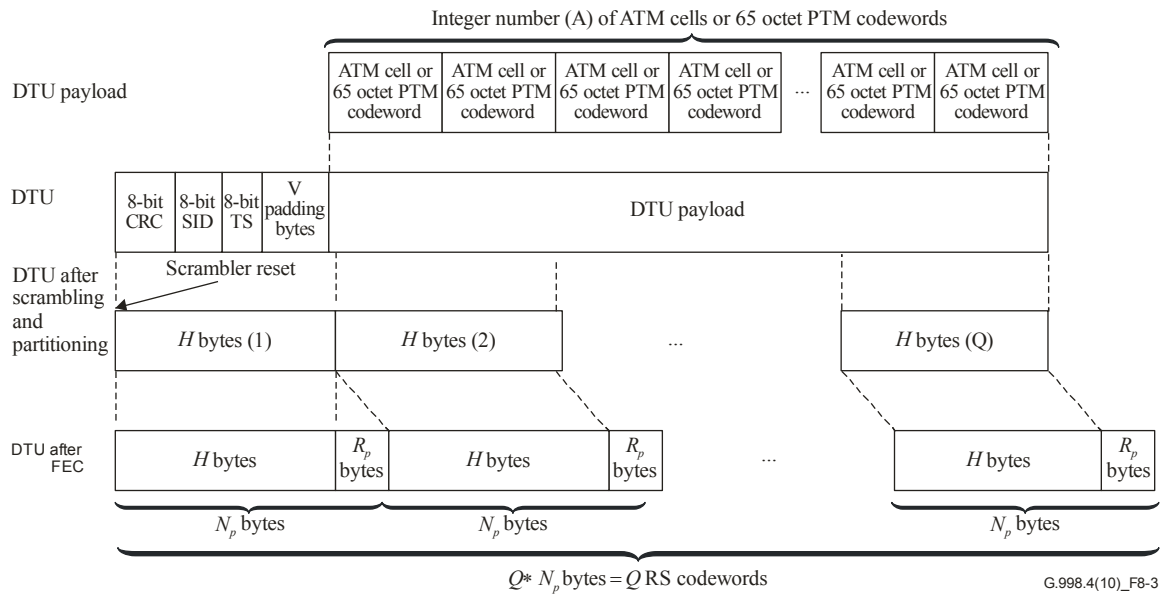 Integer number (A) of ATM cells or 65 octet PTM codewords
DTU payload
ATM cell or
65 octet PTM
codeword
ATM cell or
65 octet PTM
codeword
ATM cell or
65 octet PTM
codeword
ATM cell or
65 octet PTM
codeword
...
ATM cell or
65 octet PTM
codeword
ATM cell or
65 octet PTM
codeword
DTU
8-bit
CRC
8-bit
SID
8-bit
TS
V
padding
bytes
DTU payload
DTU after
scrambling
and
partitioning
Scrambler reset
H bytes (1)
H bytes (2)
...
H bytes (Q)
DTU after
FEC
H bytes
Rp
bytes
H bytes
Rp
bytes
...
H bytes
Rp
bytes
Np bytes
Np bytes
Np bytes
Q* Np bytes = Q RS codewords
G.998.4(10)_F8-3